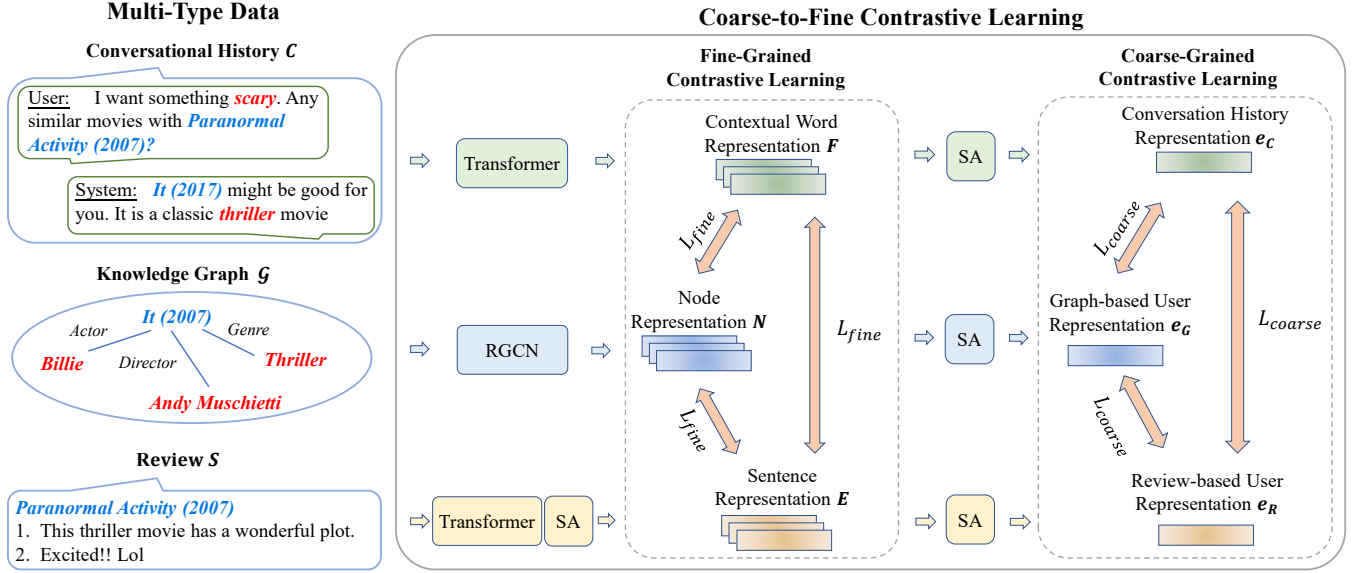 Multi-Type Data
Conversational History C
User: I want something scary. Any
similar movies with Paranormal
Activity (2007)?
System: It (2017) might be good for
you. It is a classic thriller movie
Knowledge Graph G
It (2007)
Actor
Genre
Billie
Director
Thriller
Andy Muschietti
Review S
Paranormal Activity (2007)
1. This thriller movie has a wonderful plot.
2. Excited!! Lol
Coarse-to-Fine Contrastive Learning
Fine-Grained
Contrastive Learning
Coarse-Grained
Contrastive Learning
Transformer
Contextual Word
Representation F
SA
Conversation History
Representation e_C
L_fine
L_coarse
RGCN
Node
Representation N
L_fine
SA
Graph-based User
Representation e_G
L_coarse
L_fine
L_coarse
Transformer
SA
Sentence
Representation E
SA
Review-based User
Representation e_R